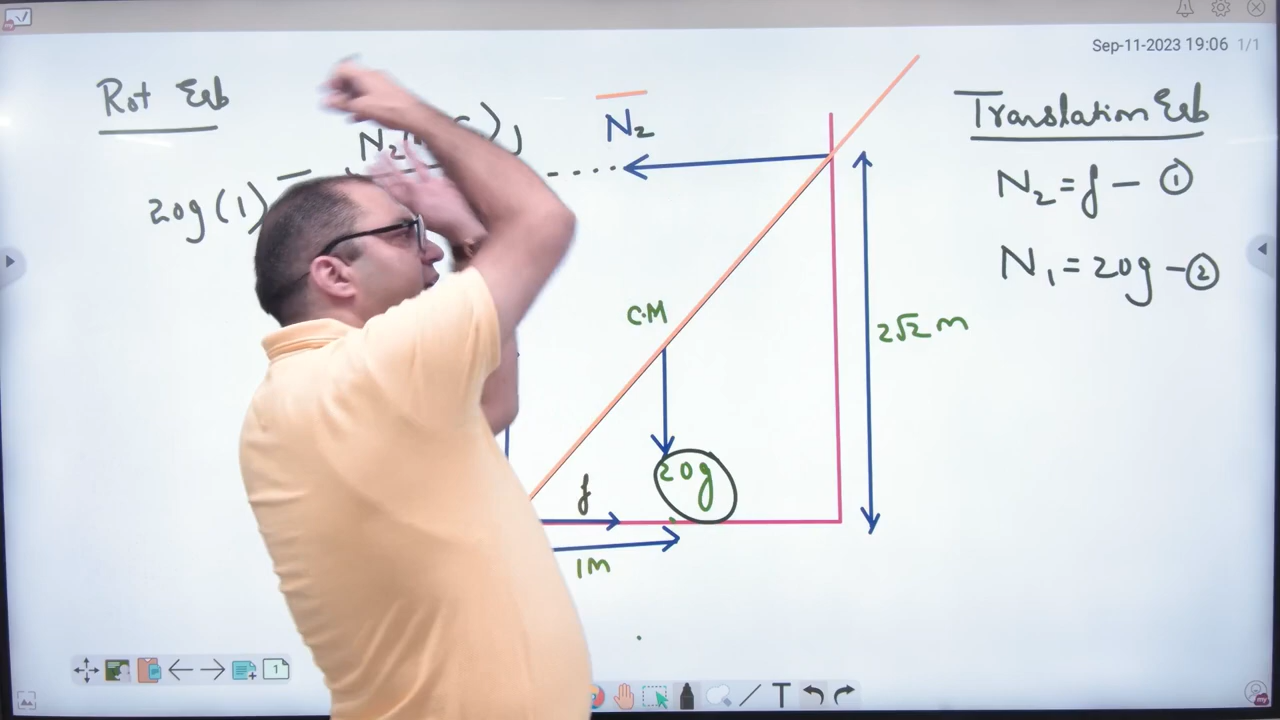 Sep-11-2023 19:06 1/1
Rot Eqb
N₂
20g(1)
Translation Eqb
N₂ = f — ①
N₁ = 20g — ②
C.M
2√2 m
20g
f
1m
1
T